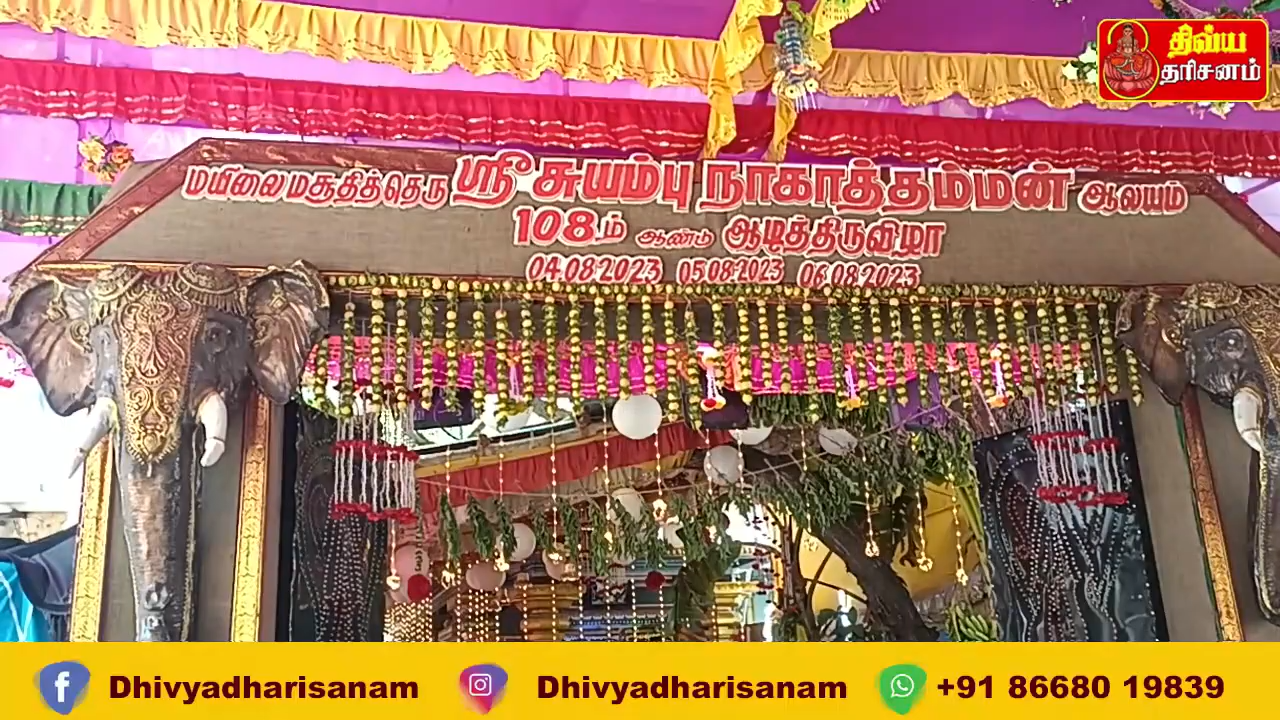 திவ்ய
தரிசனம்
மயிலைமசூதித்தெரு ஸ்ரீ சுயம்பு நாகாத்தம்மன் ஆலயம்
108ம் ஆண்டு ஆடித்திருவிழா
04.08.2023 05.08.2023 06.08.2023
Dhivyadharisanam Dhivyadharisanam +91 86680 19839